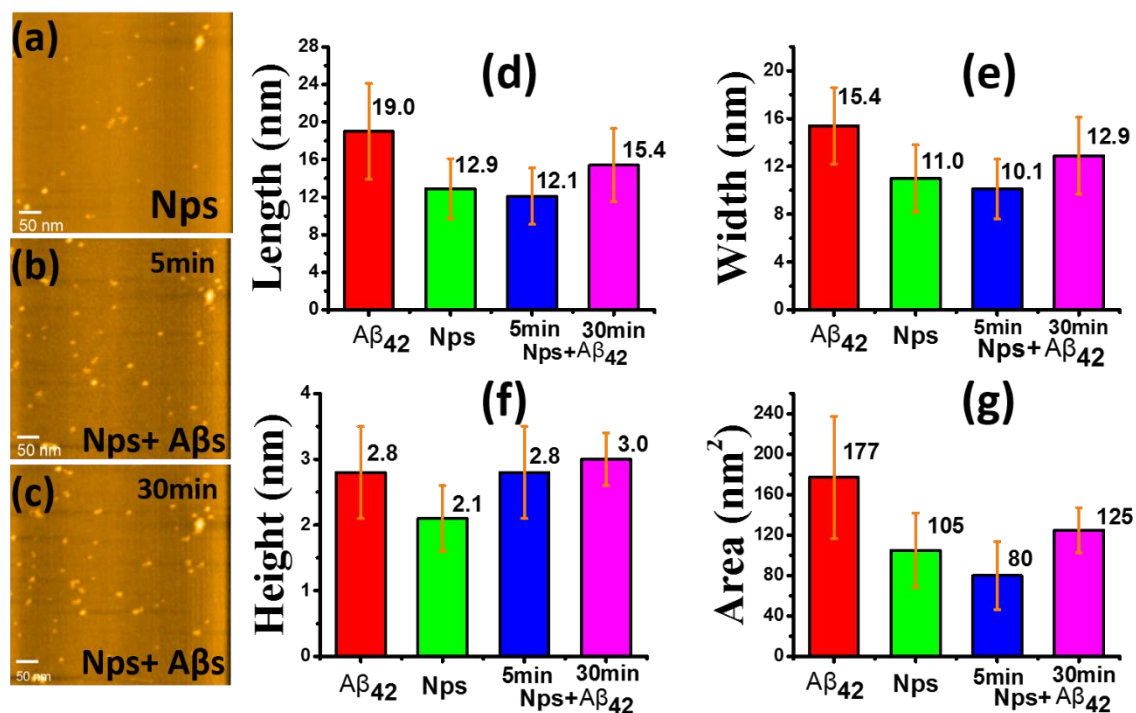 (a)
Nps
50 nm
(b)
5min
50 nm
Nps+ Aβs
(c)
30min
50 nm
Nps+ Aβs
(d)
Length (nm)
28
24
20
16
12
8
4
0
19.0
12.9
12.1
15.4
Aβ42
Nps
5min
30min
Nps+Aβ42
(e)
Width (nm)
20
16
12
8
4
0
15.4
11.0
10.1
12.9
Aβ42
Nps
5min
30min
Nps+ Aβ42
(f)
Height (nm)
4
3
2
1
0
2.8
2.1
2.8
3.0
Aβ42
Nps
5min
30min
Nps+Aβ42
(g)
Area (nm²)
240
200
160
120
80
40
0
177
105
80
125
Aβ42
Nps
5min
30min
Nps+ Aβ42